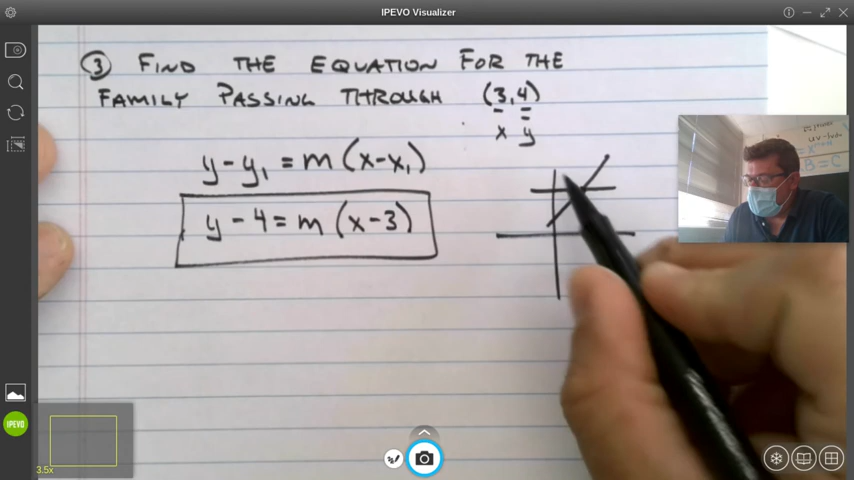 IPEVO Visualizer
③ FIND THE EQUATION FOR THE
FAMILY PASSING THROUGH (3,4)
x y
y - y₁ = m (x - x₁)
y - 4 = m (x - 3)
B = C
IPEVO
3.5x